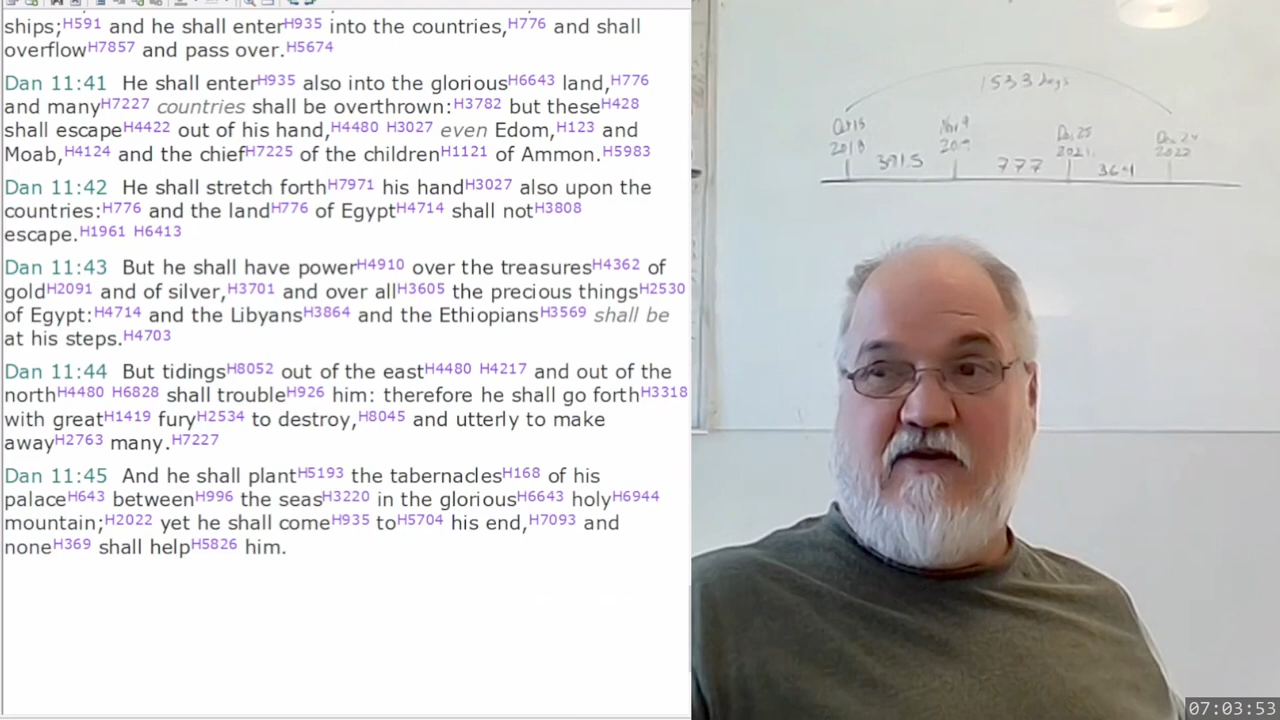 ships;H591 and he shall enterH935 into the countries,H776 and shall
overflowH7857 and pass over.H5674
Dan 11:41 He shall enterH935 also into the gloriousH6643 land,H776
and manyH7227 countries shall be overthrown:H3782 but theseH428
shall escapeH4422 out of his hand,H4480 H3027 even Edom,H123 and
Moab,H4124 and the chiefH7225 of the childrenH1121 of Ammon.H5983
Dan 11:42 He shall stretch forthH7971 his handH3027 also upon the
countries:H776 and the landH776 of EgyptH4714 shall notH3808
escape.H1961 H6413
Dan 11:43 But he shall have powerH4910 over the treasuresH4362 of
goldH2091 and of silver,H3701 and over allH3605 the precious thingsH2530
of Egypt:H4714 and the LibyansH3864 and the EthiopiansH3569 shall be
at his steps.H4703
Dan 11:44 But tidingsH8052 out of the eastH4480 H4217 and out of the
northH4480 H6828 shall troubleH926 him: therefore he shall go forthH3318
with greatH1419 furyH2534 to destroy,H8045 and utterly to make
awayH2763 many.H7227
Dan 11:45 And he shall plantH5193 the tabernaclesH168 of his
palaceH643 betweenH996 the seasH3220 in the gloriousH6643 holyH6944
mountain;H2022 yet he shall comeH935 toH5704 his end,H7093 and
noneH369 shall helpH5826 him.
1533 days
2018
2022
391.5 777 364
07:03:53